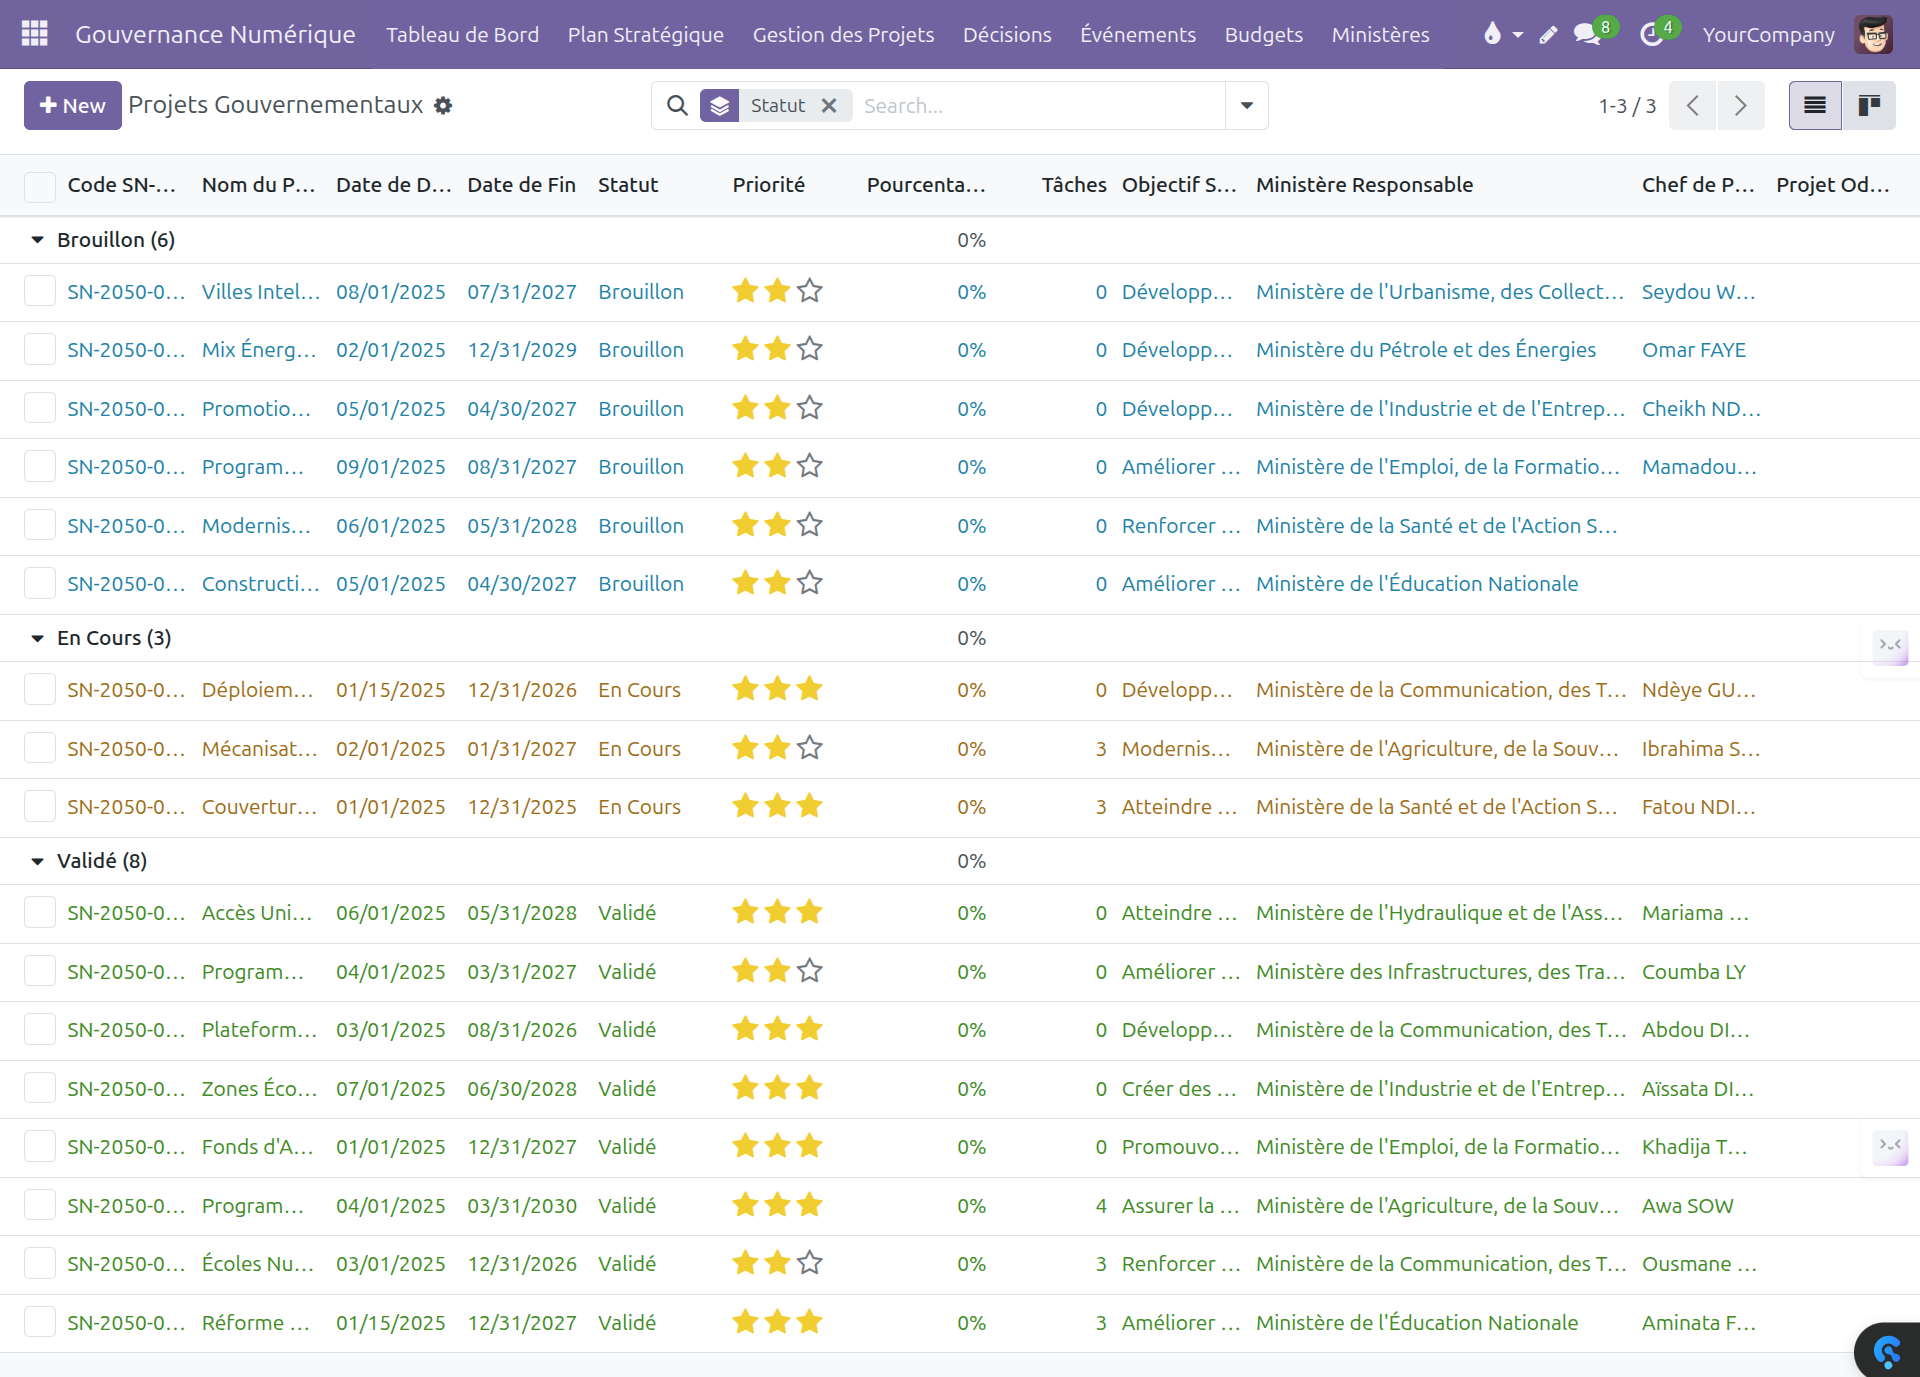 Gouvernance Numérique Tableau de Bord Plan Stratégique Gestion des Projets Décisions Événements Budgets Ministères 8 4 YourCompany
New Projets Gouvernementaux Statut Search... 1-3 / 3
Code SN-... Nom du P... Date de D... Date de Fin Statut Priorité Pourcenta... Tâches Objectif S... Ministère Responsable Chef de P... Projet Od...
Brouillon (6) 0%
SN-2050-0... Villes Intel... 08/01/2025 07/31/2027 Brouillon 0% 0 Développ... Ministère de l'Urbanisme, des Collect... Seydou W...
SN-2050-0... Mix Énerg... 02/01/2025 12/31/2029 Brouillon 0% 0 Développ... Ministère du Pétrole et des Énergies Omar FAYE
SN-2050-0... Promotio... 05/01/2025 04/30/2027 Brouillon 0% 0 Développ... Ministère de l'Industrie et de l'Entrep... Cheikh ND...
SN-2050-0... Program... 09/01/2025 08/31/2027 Brouillon 0% 0 Améliorer ... Ministère de l'Emploi, de la Formatio... Mamadou...
SN-2050-0... Modernis... 06/01/2025 05/31/2028 Brouillon 0% 0 Renforcer ... Ministère de la Santé et de l'Action S...
SN-2050-0... Constructi... 05/01/2025 04/30/2027 Brouillon 0% 0 Améliorer ... Ministère de l'Éducation Nationale
En Cours (3) 0%
SN-2050-0... Déploiem... 01/15/2025 12/31/2026 En Cours 0% 0 Développ... Ministère de la Communication, des T... Ndèye GU...
SN-2050-0... Mécanisat... 02/01/2025 01/31/2027 En Cours 0% 3 Modernis... Ministère de l'Agriculture, de la Souv... Ibrahima S...
SN-2050-0... Couvertur... 01/01/2025 12/31/2025 En Cours 0% 3 Atteindre ... Ministère de la Santé et de l'Action S... Fatou NDI...
Validé (8) 0%
SN-2050-0... Accès Uni... 06/01/2025 05/31/2028 Validé 0% 0 Atteindre ... Ministère de l'Hydraulique et de l'Ass... Mariama ...
SN-2050-0... Program... 04/01/2025 03/31/2027 Validé 0% 0 Améliorer ... Ministère des Infrastructures, des Tra... Coumba LY
SN-2050-0... Plateform... 03/01/2025 08/31/2026 Validé 0% 0 Développ... Ministère de la Communication, des T... Abdou DI...
SN-2050-0... Zones Éco... 07/01/2025 06/30/2028 Validé 0% 0 Créer des ... Ministère de l'Industrie et de l'Entrep... Aïssata DI...
SN-2050-0... Fonds d'A... 01/01/2025 12/31/2027 Validé 0% 0 Promouvo... Ministère de l'Emploi, de la Formatio... Khadija T...
SN-2050-0... Program... 04/01/2025 03/31/2030 Validé 0% 4 Assurer la ... Ministère de l'Agriculture, de la Souv... Awa SOW
SN-2050-0... Écoles Nu... 03/01/2025 12/31/2026 Validé 0% 3 Renforcer ... Ministère de la Communication, des T... Ousmane ...
SN-2050-0... Réforme ... 01/15/2025 12/31/2027 Validé 0% 3 Améliorer ... Ministère de l'Éducation Nationale Aminata F...